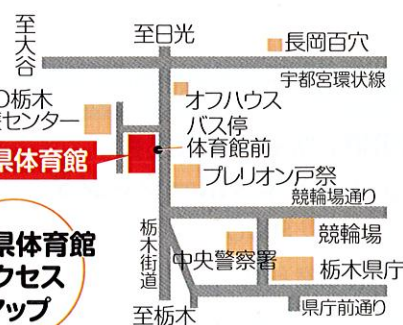 至大谷
至日光
長岡百穴
宇都宮環状線
オフハウス
栃木
センター
バス停
体育館前
県体育館
プレリオン戸祭
競輪場通り
栃木街道
競輪場
中央警察署
栃木県庁
県体育館
クセス
マップ
至栃木
県庁前通り